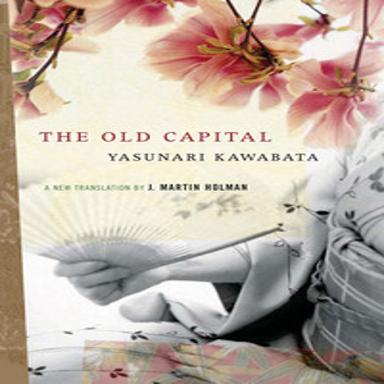 THE OLD CAPITAL
YASUNARI KAWABATA
A NEW TRANSLATION BY J. MARTIN HOLMAN